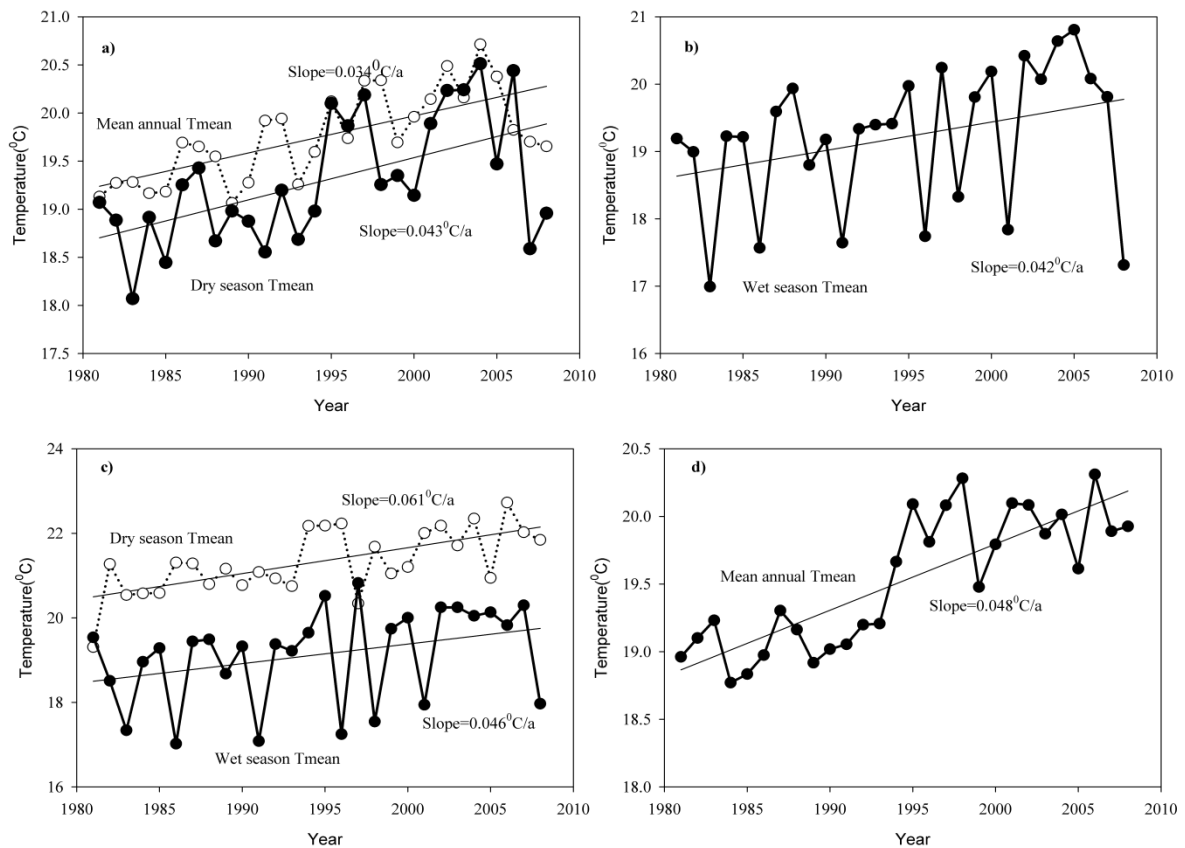 a)
Slope=0.034⁰C/a
Mean annual Tmean
Slope=0.043⁰C/a
Dry season Tmean
Temperature(⁰C)
21.0
20.5
20.0
19.5
19.0
18.5
18.0
17.5
1980 1985 1990 1995 2000 2005 2010
Year
b)
Slope=0.042⁰C/a
Wet season Tmean
Temperature(⁰C)
21
20
19
18
17
16
1980 1985 1990 1995 2000 2005 2010
Year
c)
Slope=0.061⁰C/a
Dry season Tmean
Slope=0.046⁰C/a
Wet season Tmean
Temperature(⁰C)
24
22
20
18
16
1980 1985 1990 1995 2000 2005 2010
Year
d)
Mean annual Tmean
Slope=0.048⁰C/a
Temperature(⁰C)
20.5
20.0
19.5
19.0
18.5
18.0
1980 1985 1990 1995 2000 2005 2010
Year